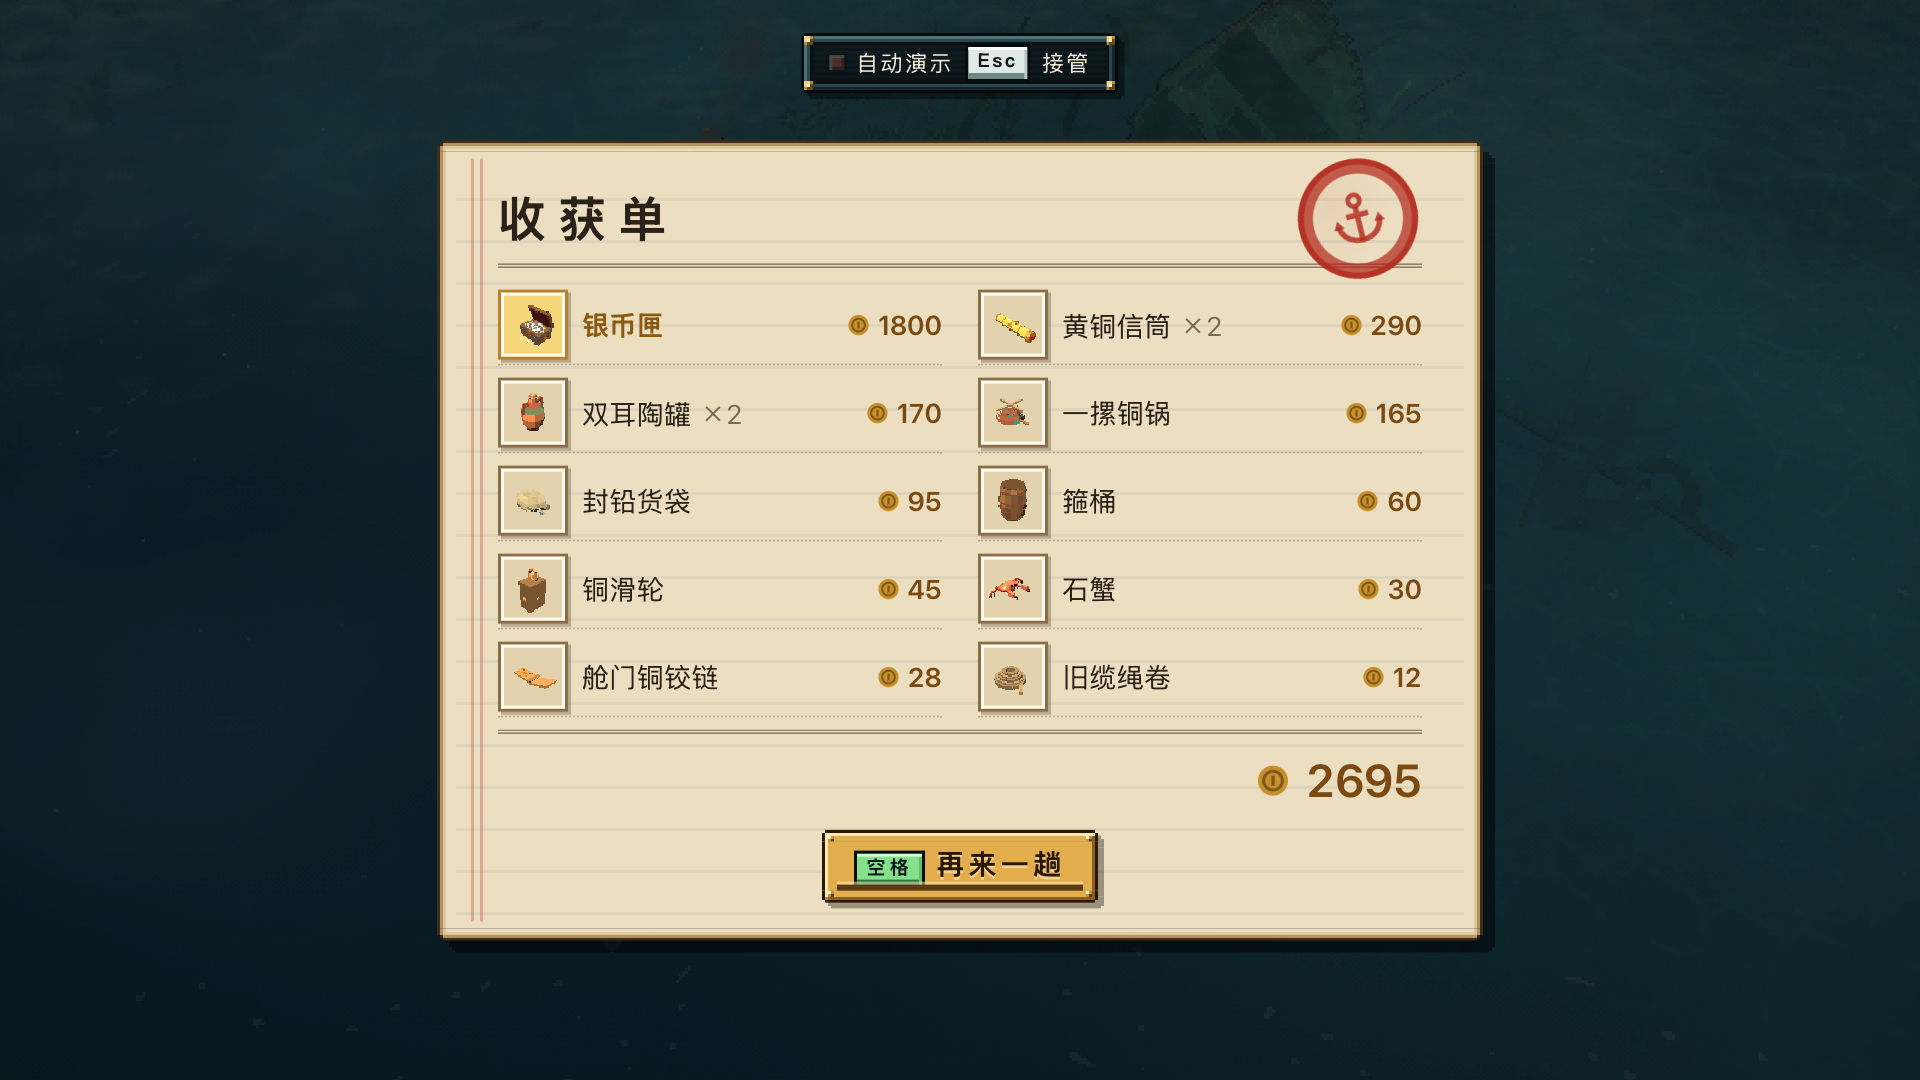 自动演示 Esc 接管
收获单
银币匣 1800
黄铜信筒 ×2 290
双耳陶罐 ×2 170
一摞铜锅 165
封铅货袋 95
箍桶 60
铜滑轮 45
石蟹 30
舱门铜铰链 28
旧缆绳卷 12
2695
空格 再来一趟